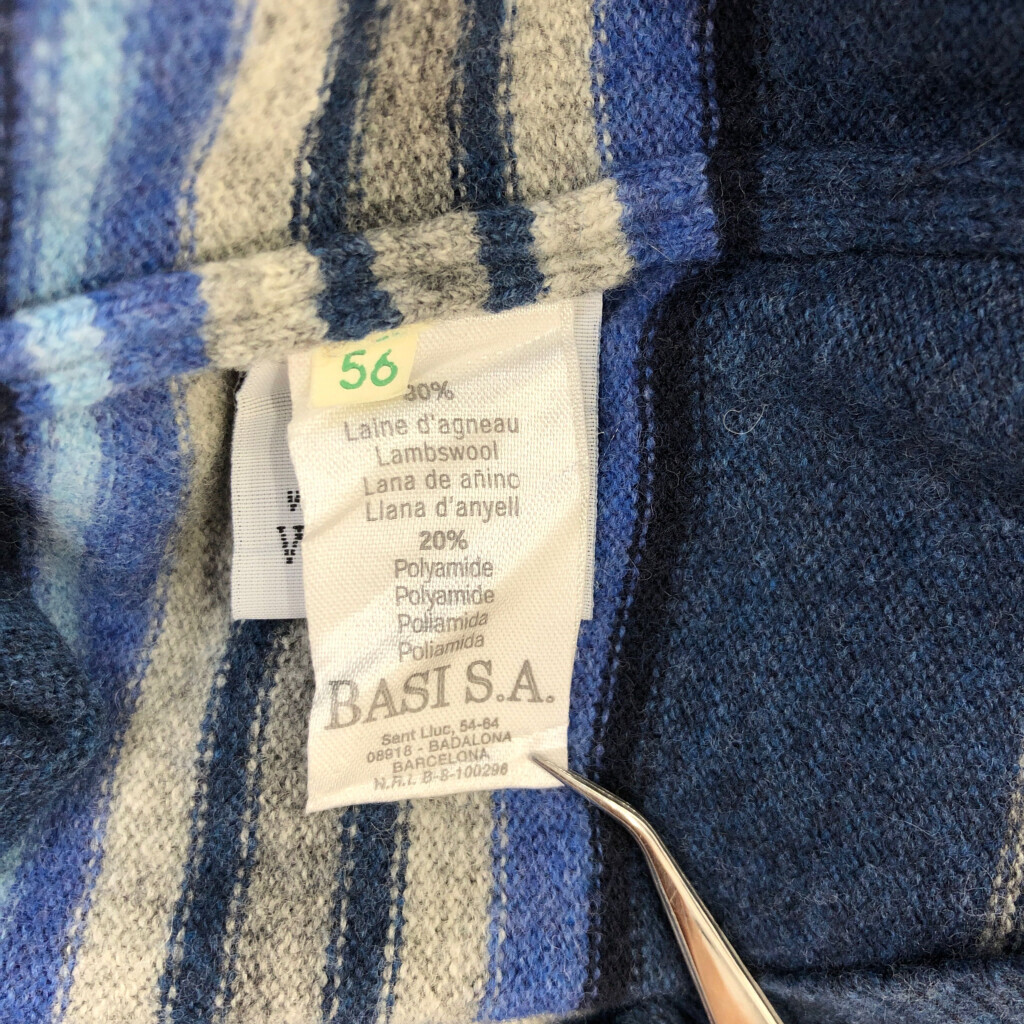 56
80%
Laine d'agneau
Lambswool
Lana de añino
Llana d'anyell
20%
Polyamide
Polyamide
Poliamida
Poliamida
BASI S.A.
Sant Lluc, 54-64
08918 - BADALONA
BARCELONA
N.R.I. B-8-100296